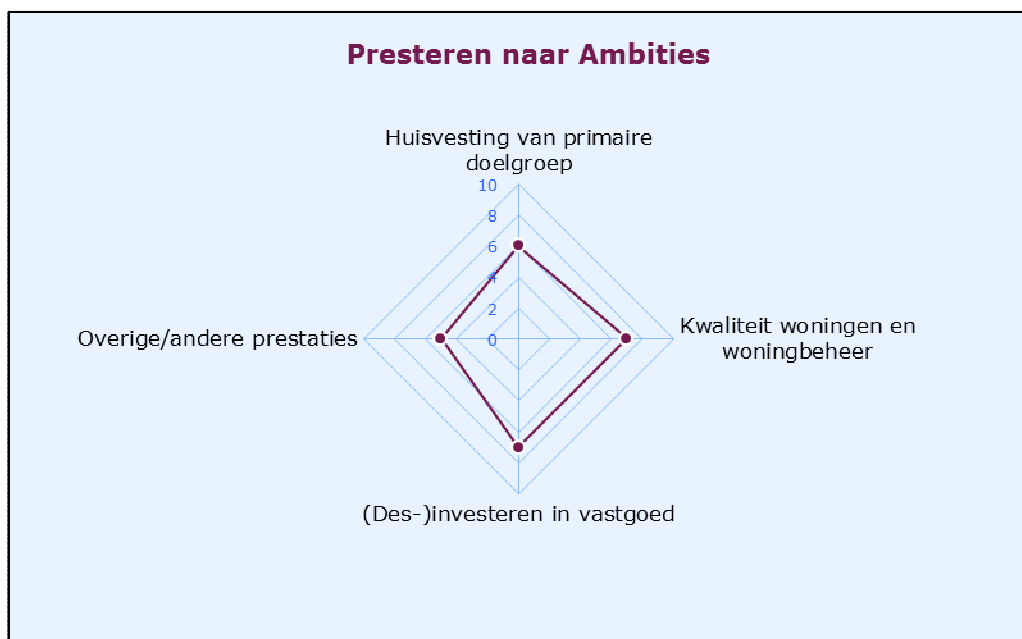 Presteren naar Ambities
Huisvesting van primaire
doelgroep
10
8
6
4
2
0
Overige/andere prestaties
Kwaliteit woningen en
woningbeheer
(Des-)investeren in vastgoed